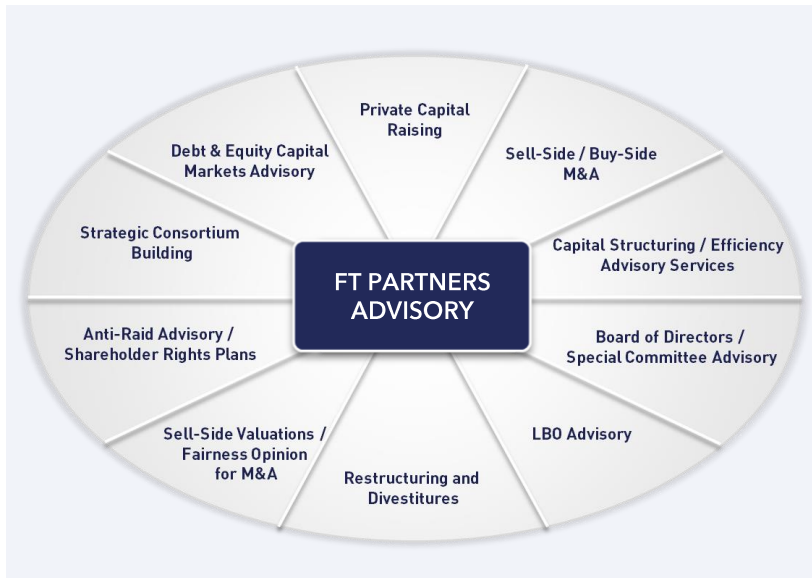 Private Capital
Raising
Sell-Side / Buy-Side
M&A
Capital Structuring / Efficiency
Advisory Services
Board of Directors /
Special Committee Advisory
LBO Advisory
Restructuring and
Divestitures
Sell-Side Valuations /
Fairness Opinion
for M&A
Anti-Raid Advisory /
Shareholder Rights Plans
Strategic Consortium
Building
Debt & Equity Capital
Markets Advisory
FT PARTNERS
ADVISORY